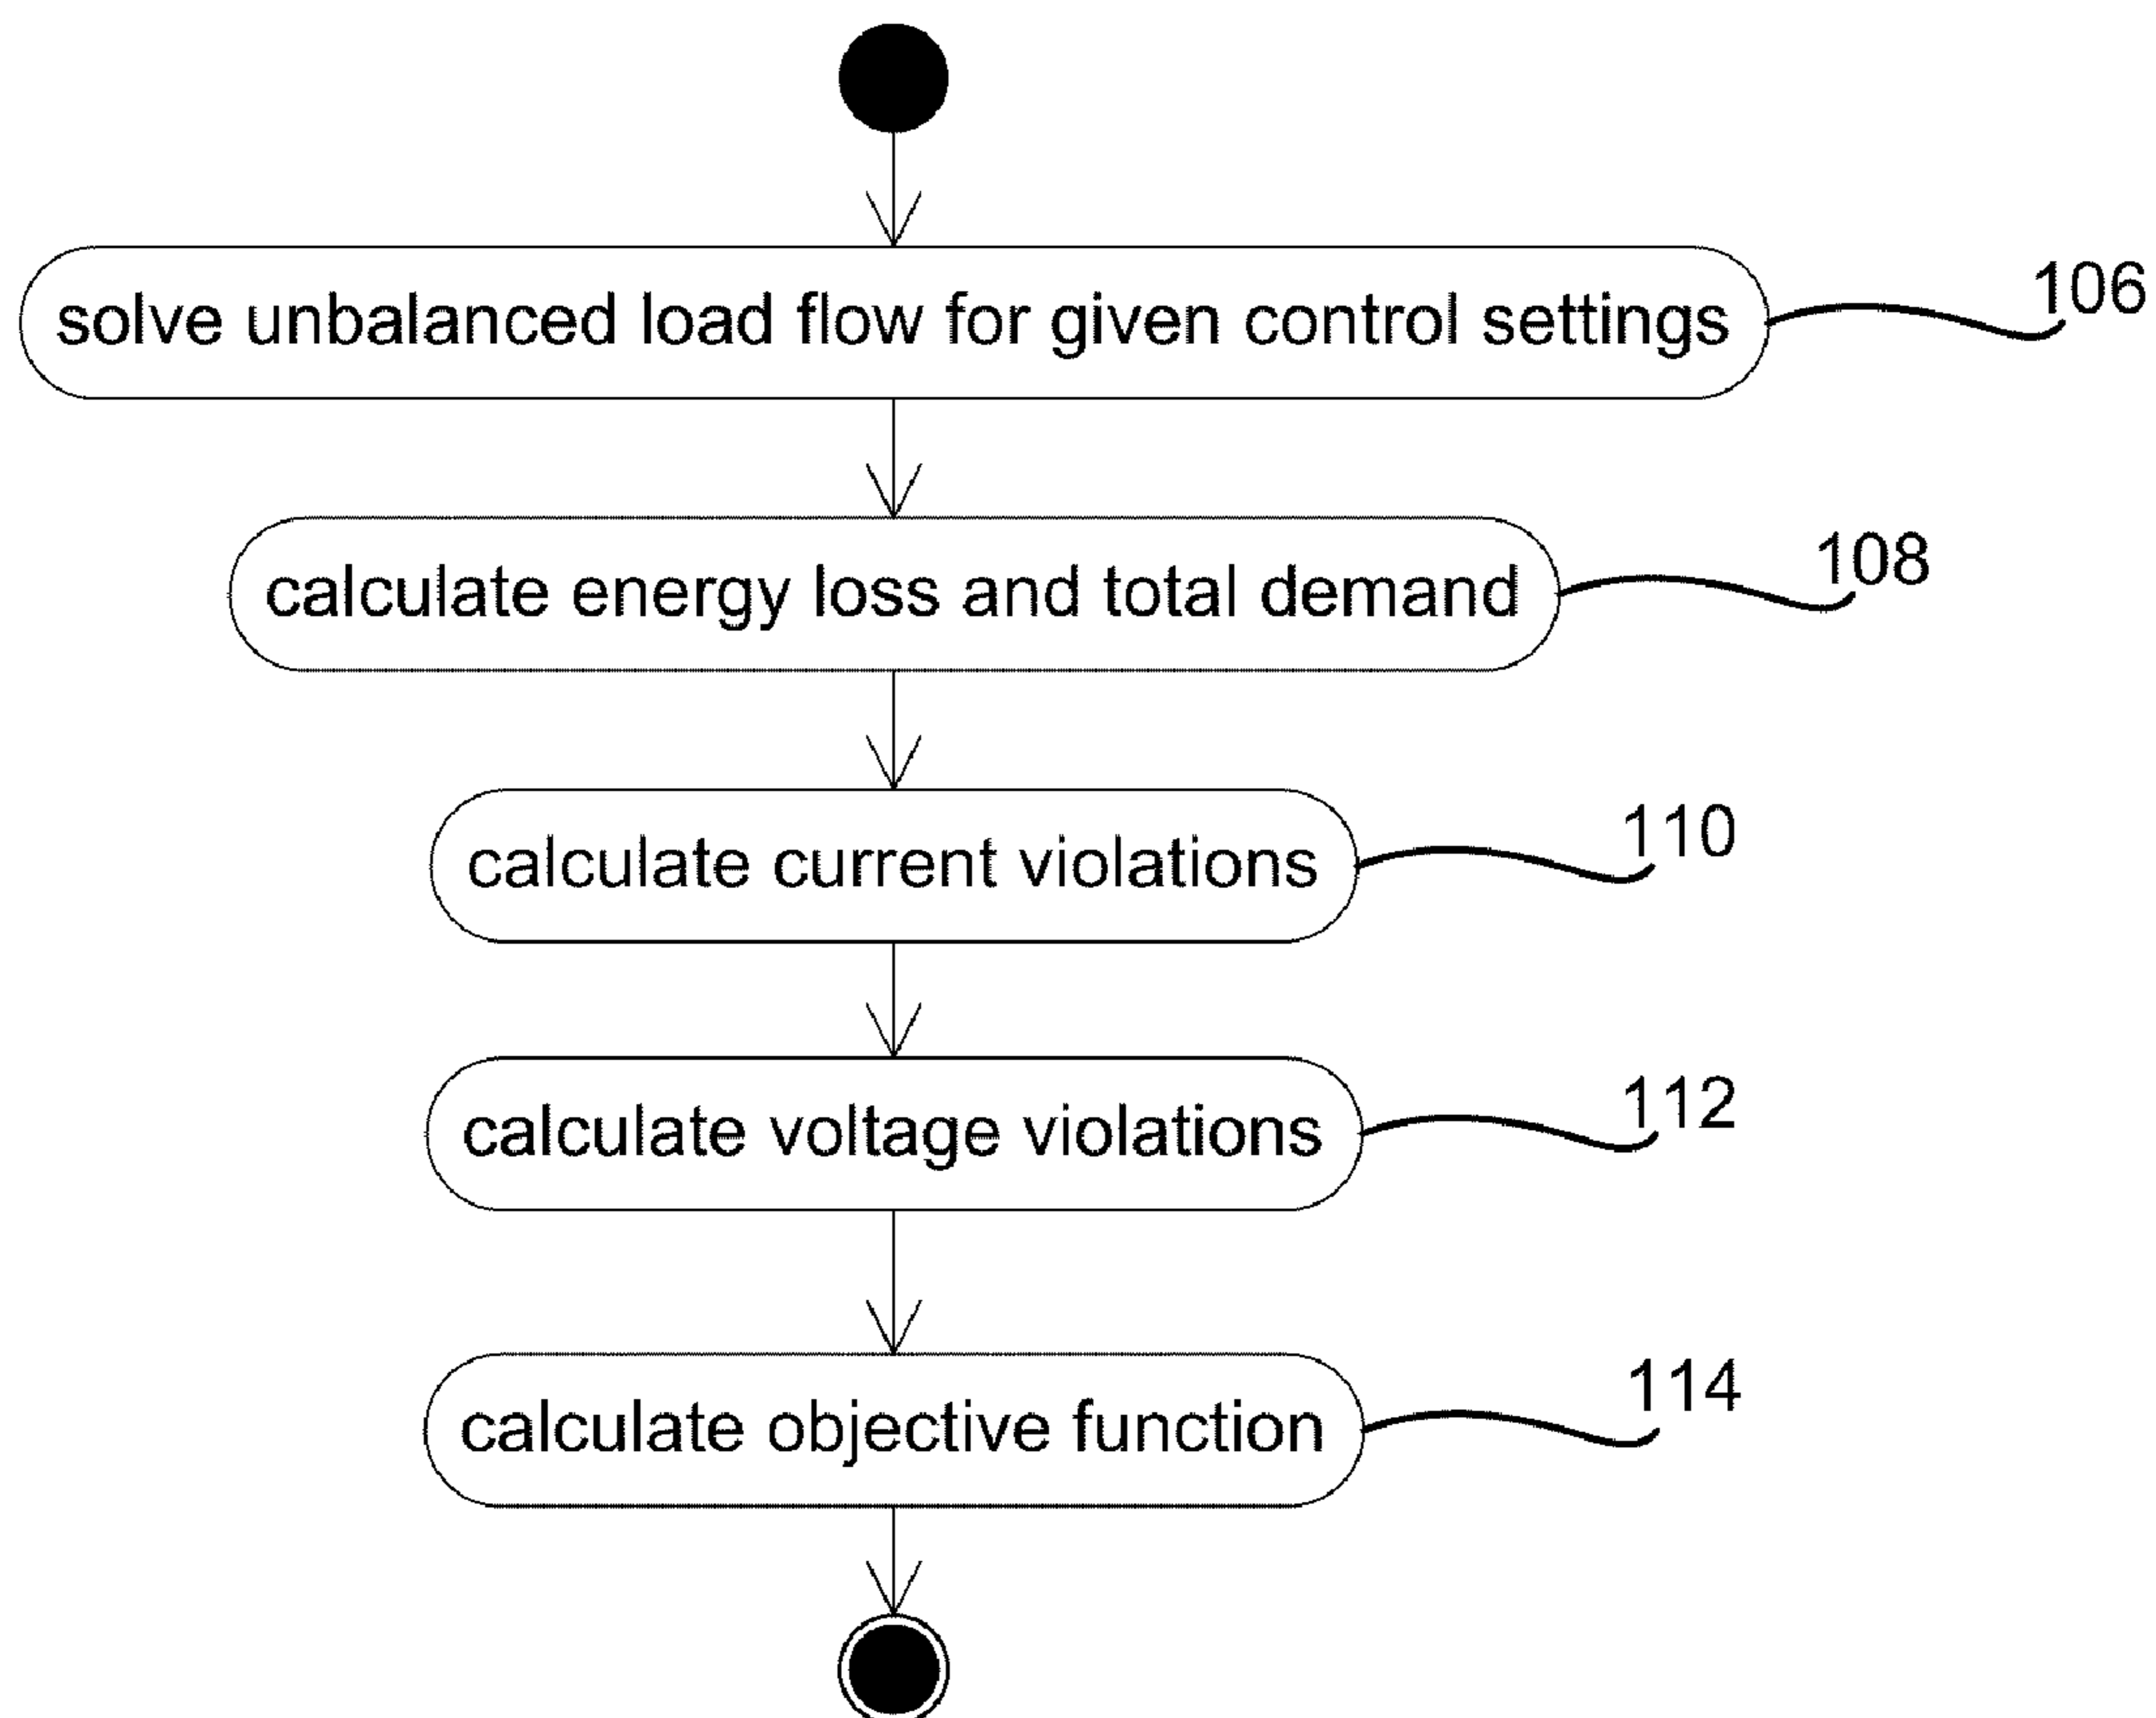 solve unbalanced load flow for given control settings
106
calculate energy loss and total demand
108
calculate current violations
110
calculate voltage violations
112
calculate objective function
114